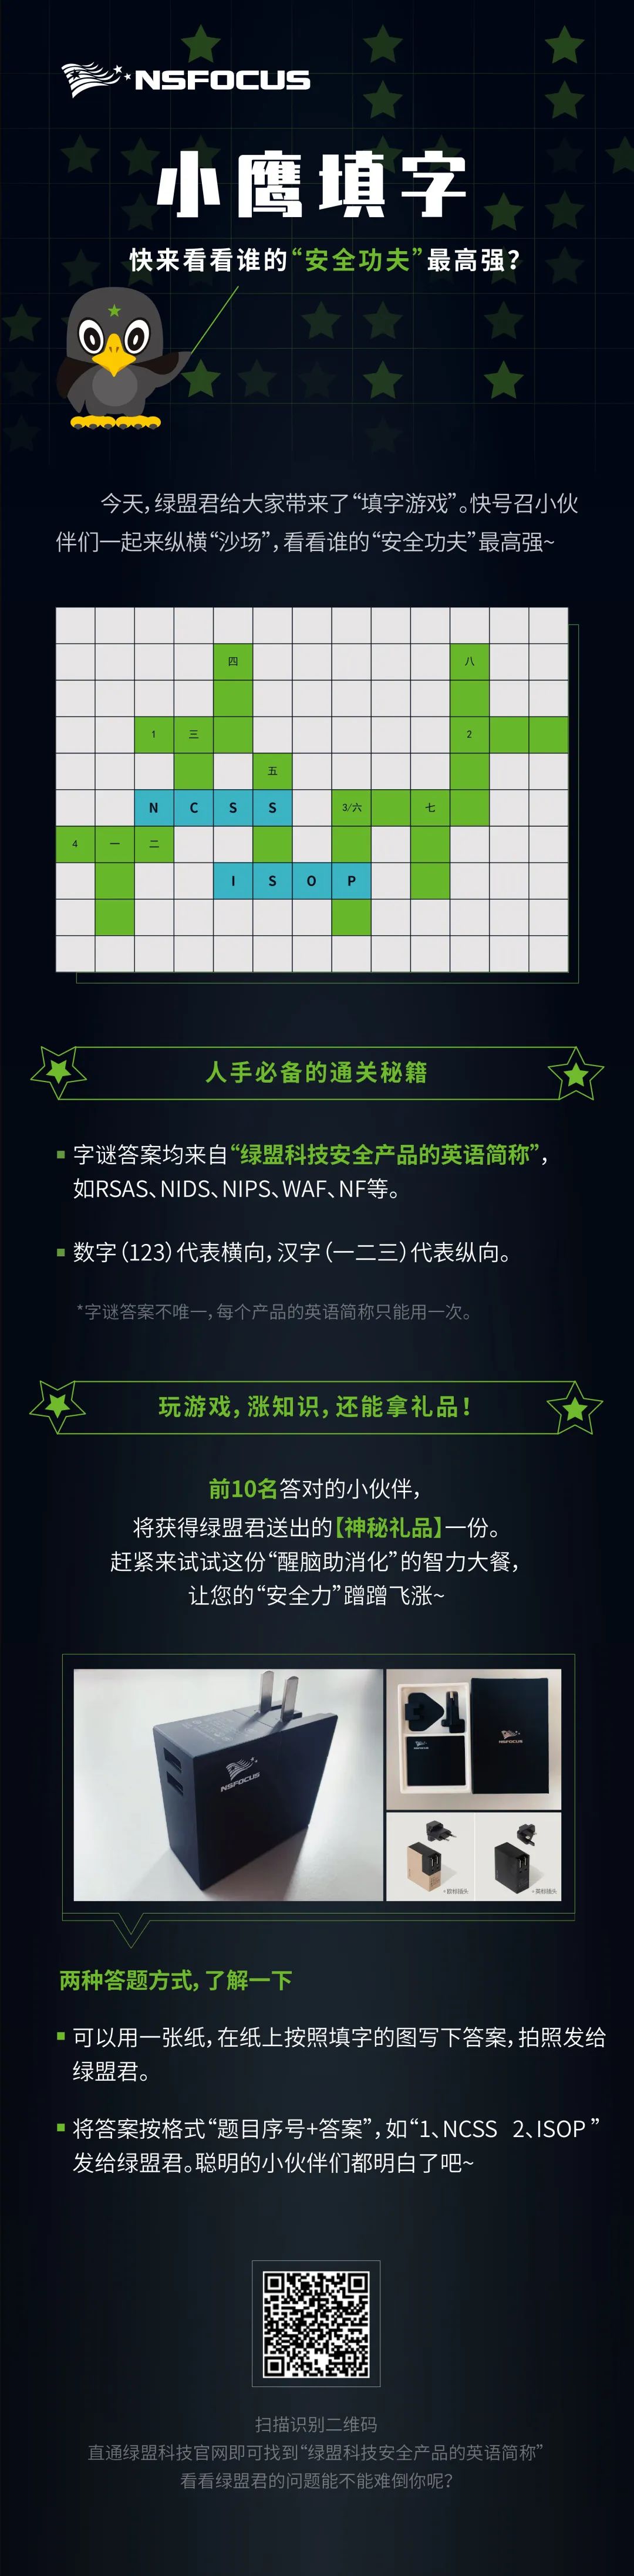 NSFOCUS
小鹰填字
快来看看谁的“安全功夫”最高强?
今天,绿盟君给大家带来了“填字游戏”。快号召小伙
伴们一起来纵横“沙场”,看看谁的“安全功夫”最高强~
四 八
1 三 2
五
N C S S 3/六 七
4 一 二
I S O P
人手必备的通关秘籍
字谜答案均来自“绿盟科技安全产品的英语简称”,
如RSAS、NIDS、NIPS、WAF、NF等。
数字(123)代表横向,汉字(一二三)代表纵向。
*字谜答案不唯一,每个产品的英语简称只能用一次。
玩游戏,涨知识,还能拿礼品!
前10名答对的小伙伴,
将获得绿盟君送出的【神秘礼品】一份。
赶紧来试试这份“醒脑助消化”的智力大餐,
让您的“安全力”蹭蹭飞涨~
NSFOCUS
NSFOCUS
两种答题方式,了解一下
可以用一张纸,在纸上按照填字的图写下答案,拍照发给
绿盟君。
将答案按格式“题目序号+答案”,如“1、NCSS 2、ISOP ”
发给绿盟君。聪明的小伙伴们都明白了吧~
扫描识别二维码
直通绿盟科技官网即可找到“绿盟科技安全产品的英语简称”
看看绿盟君的问题能不能难倒你呢?